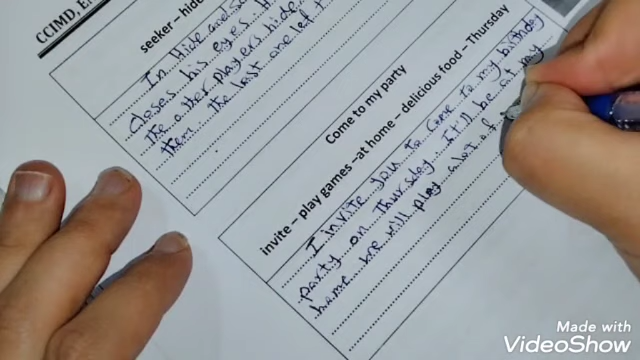 CCIMD,
seeker – hide
In Hide and
closes his eyes.
the other players hide
them. the last one left
Come to my party
invite – play games –at home – delicious food – Thursday
I invite you to come to my birthday
party on Thursday. It'll be at my
home. we will play alot of
Made with
VideoShow